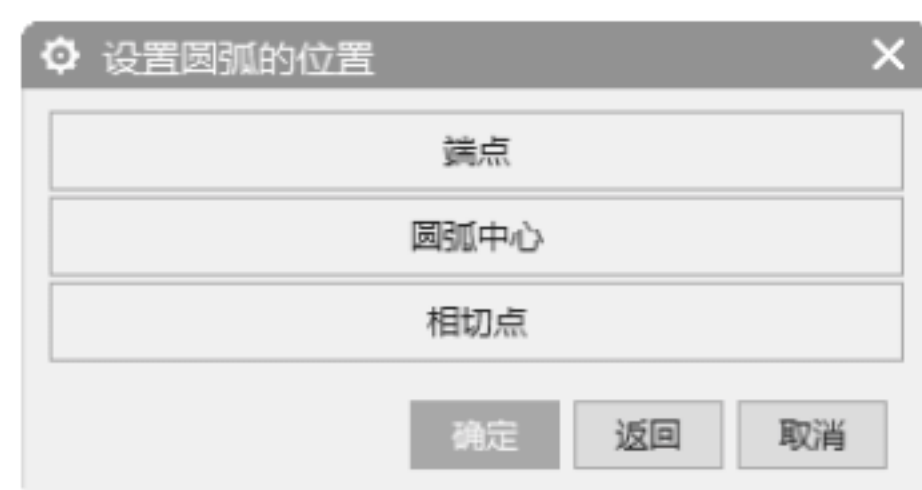 设置圆弧的位置
端点
圆弧中心
相切点
确定 返回 取消